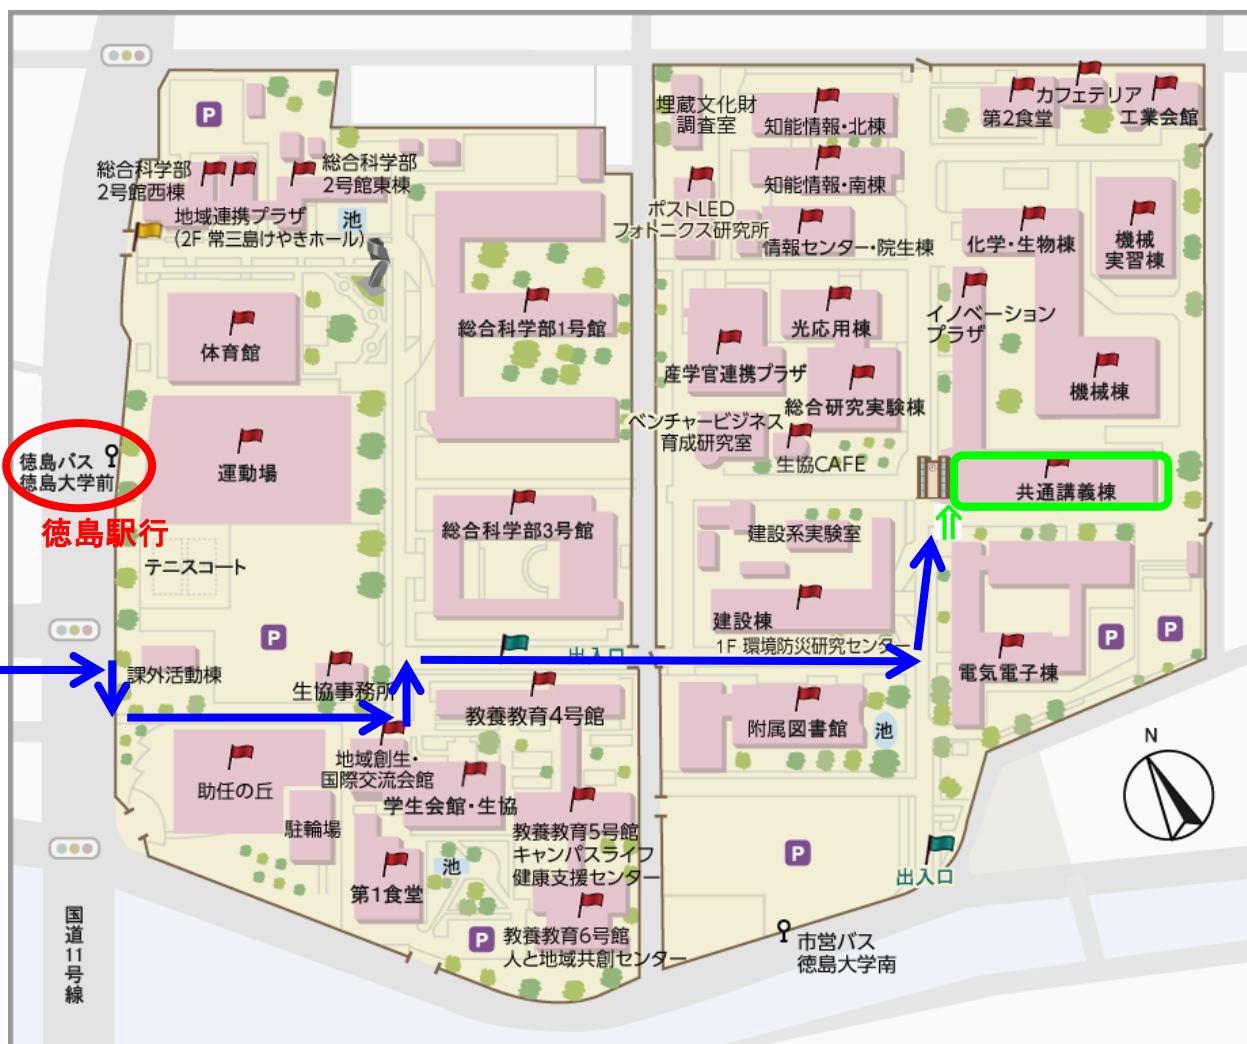 P
総合科学部
2号館西棟
総合科学部
2号館東棟
地域連携プラザ
(2F 常三島けやきホール)
池
体育館
総合科学部1号館
運動場
徳島バス
徳島大学前
徳島駅行
総合科学部3号館
テニスコート
P
課外活動棟
生協事務所
出入口
教養教育4号館
助任の丘
地域創生・
国際交流会館
学生会館・生協
駐輪場
教養教育5号館
キャンパスライフ
健康支援センター
池
第1食堂
P
教養教育6号館
人と地域共創センター
国道11号線
埋蔵文化財
調査室
知能情報・北棟
第2食堂
カフェテリア
工業会館
知能情報・南棟
ポストLED
フォトニクス研究所
情報センター・院生棟
化学・生物棟
機械
実習棟
イノベーション
プラザ
光応用棟
産学官連携プラザ
総合研究実験棟
機械棟
ベンチャービジネス
育成研究室
生協CAFE
共通講義棟
建設系実験室
建設棟
1F 環境防災研究センター
P
P
電気電子棟
附属図書館
池
N
P
出入口
市営バス
徳島大学南